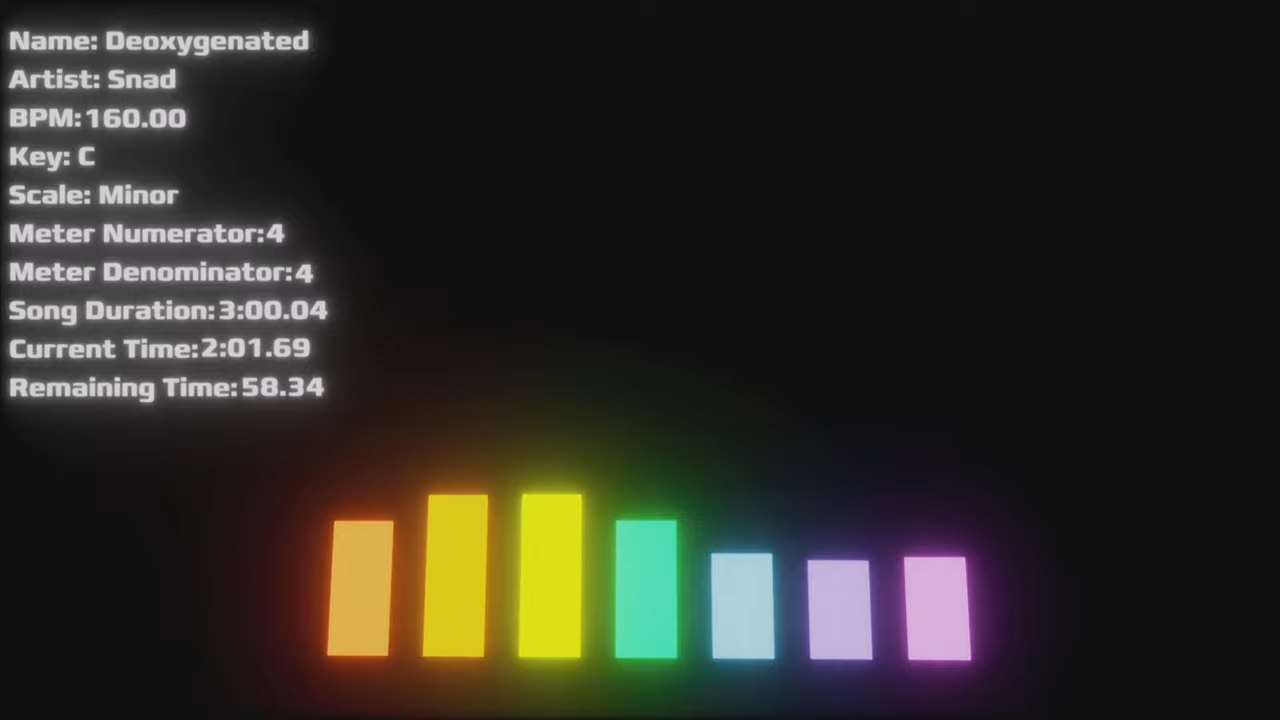 Name: Deoxygenated
Artist: Snad
BPM:160.00
Key: C
Scale: Minor
Meter Numerator:4
Meter Denominator:4
Song Duration:3:00.04
Current Time:2:01.69
Remaining Time:58.34